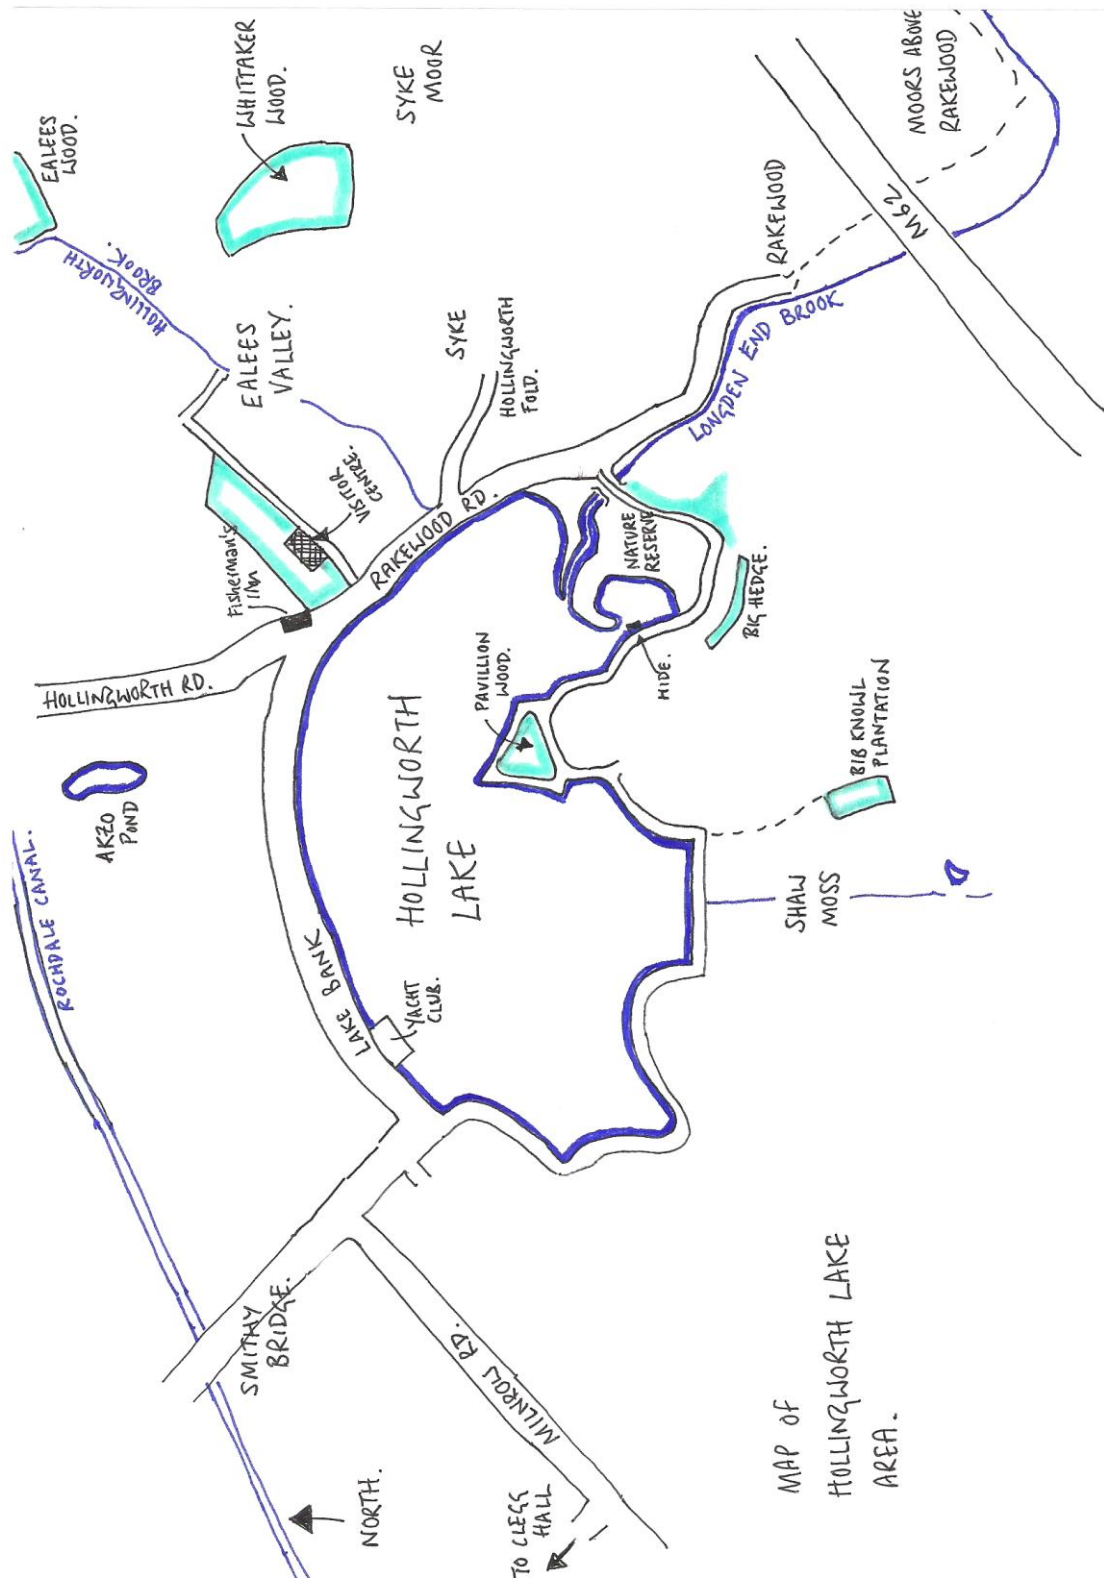 ROCHDALE CANAL.
EALEES
WOOD.
HOLLINGWORTH
BROOK.
AKZO
POND
HOLLINGWORTH RD.
WHITTAKER
WOOD.
Fisherman's
Inn
SMITHY
BRIDGE.
EALEES
VALLEY.
NORTH.
VISITOR
CENTRE.
LAKE BANK
RAKEWOOD RD.
SYKE
MOOR
YACHT
CLUB.
HOLLINGWORTH
LAKE
SYKE
HOLLINGWORTH
FOLD.
MILNROW RD.
TO CLEGG
HALL
PAVILLION
WOOD.
NATURE
RESERVE
HIDE.
BIG HEDGE.
LONGDEN END BROOK
RAKEWOOD
M62
MOORS ABOVE
RAKEWOOD
SHAW
MOSS
BIB KNOWL
PLANTATION
MAP of
HOLLINGWORTH LAKE
AREA.